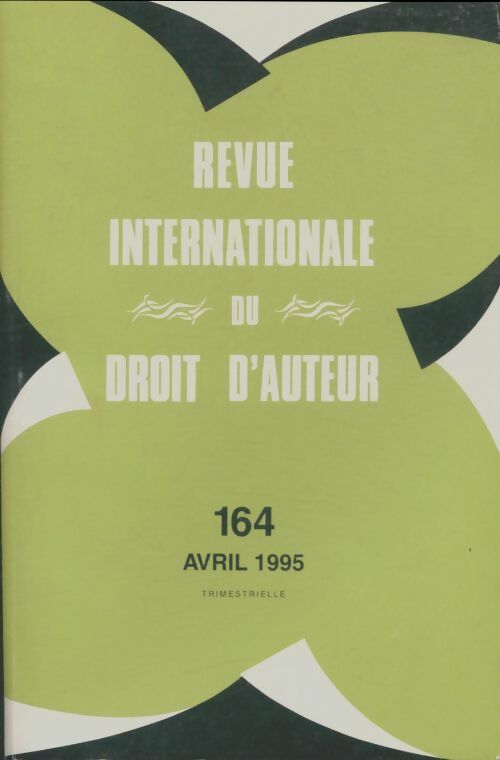 REVUE
INTERNATIONALE
DU
DROIT D'AUTEUR
164
AVRIL 1995
TRIMESTRIELLE